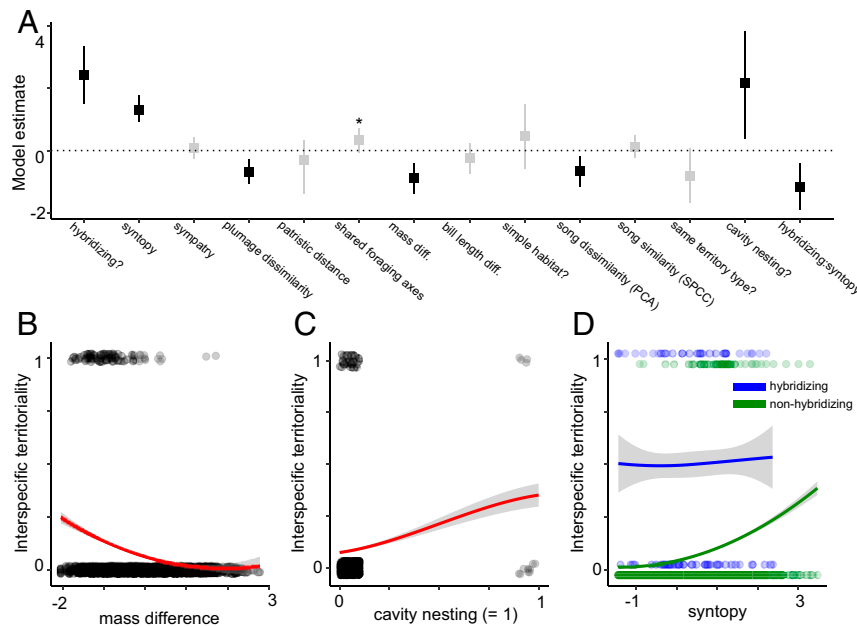 A
4
2
0
-2
Model estimate
*
hybridizing?
syntopy
sympatry
plumage dissimilarity
patristic distance
shared foraging axes
mass diff.
bill length diff.
simple habitat?
song dissimilarity (PCA)
song similarity (SPCC)
same territory type?
cavity nesting?
hybridizing:syntopy
B
Interspecific territoriality
1
0
-2
3
mass difference
C
Interspecific territoriality
1
0
0
1
cavity nesting (= 1)
D
Interspecific territoriality
1
0
hybridizing
non-hybridizing
-1
3
syntopy